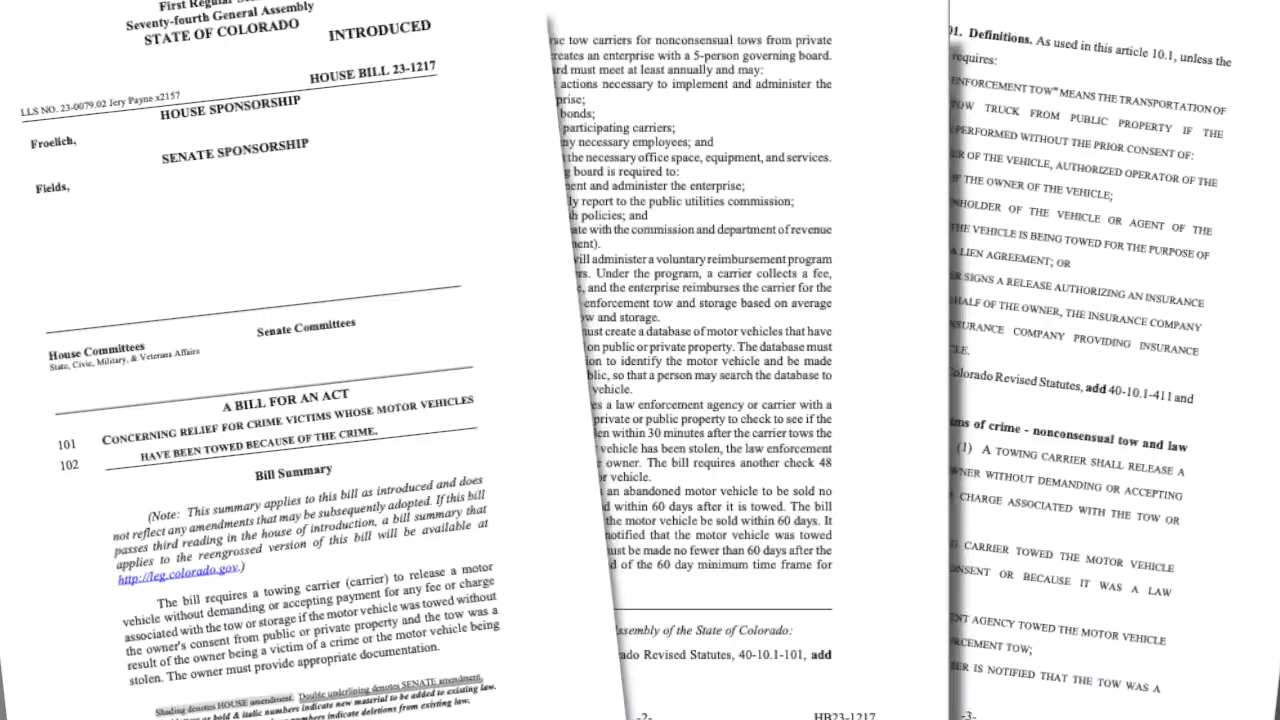 First Regular
Seventy-fourth General Assembly
STATE OF COLORADO
INTRODUCED
LLS NO. 23-0079.02 Jery Payne x2157
HOUSE BILL 23-1217
HOUSE SPONSORSHIP
Froelich,
SENATE SPONSORSHIP
Fields,
House Committees
Senate Committees
State, Civic, Military, & Veterans Affairs
A BILL FOR AN ACT
101 CONCERNING RELIEF FOR CRIME VICTIMS WHOSE MOTOR VEHICLES
102 HAVE BEEN TOWED BECAUSE OF THE CRIME.
Bill Summary
(Note: This summary applies to this bill as introduced and does
not reflect any amendments that may be subsequently adopted. If this bill
passes third reading in the house of introduction, a bill summary that
applies to the reengrossed version of this bill will be available at
http://leg.colorado.gov.)
The bill requires a towing carrier (carrier) to release a motor
vehicle without demanding or accepting payment for any fee or charge
associated with the tow or storage if the motor vehicle was towed without
the owner's consent from public or private property and the tow was a
result of the owner being a victim of a crime or the motor vehicle being
stolen. The owner must provide appropriate documentation.
Shading denotes HOUSE amendment. Double underlining denotes SENATE amendment.
or bold & italic numbers indicate new material to be added to existing law.
numbers indicate deletions from existing law.
tow carriers for nonconsensual tows from private
creates an enterprise with a 5-person governing board.
must meet at least annually and may:
actions necessary to implement and administer the
bonds;
participating carriers;
necessary employees; and
the necessary office space, equipment, and services.
board is required to:
and administer the enterprise;
report to the public utilities commission;
policies; and
with the commission and department of revenue
will administer a voluntary reimbursement program
Under the program, a carrier collects a fee,
and the enterprise reimburses the carrier for the
enforcement tow and storage based on average
and storage.
must create a database of motor vehicles that have
on public or private property. The database must
to identify the motor vehicle and be made
so that a person may search the database to
vehicle.
a law enforcement agency or carrier with a
private or public property to check to see if the
within 30 minutes after the carrier tows the
vehicle has been stolen, the law enforcement
owner. The bill requires another check 48
vehicle.
an abandoned motor vehicle to be sold no
within 60 days after it is towed. The bill
the motor vehicle be sold within 60 days. It
notified that the motor vehicle was towed
must be made no fewer than 60 days after the
of the 60 day minimum time frame for
Assembly of the State of Colorado:
Revised Statutes, 40-10.1-101, add
-2- HB23-1217
Definitions. As used in this article 10.1, unless the
requires:
ENFORCEMENT TOW" MEANS THE TRANSPORTATION OF
TOW TRUCK FROM PUBLIC PROPERTY IF THE
PERFORMED WITHOUT THE PRIOR CONSENT OF:
OF THE VEHICLE, AUTHORIZED OPERATOR OF THE
OF THE OWNER OF THE VEHICLE;
OF THE VEHICLE OR AGENT OF THE
THE VEHICLE IS BEING TOWED FOR THE PURPOSE OF
A LIEN AGREEMENT; OR
SIGNS A RELEASE AUTHORIZING AN INSURANCE
OF THE OWNER, THE INSURANCE COMPANY
INSURANCE COMPANY PROVIDING INSURANCE
Colorado Revised Statutes, add 40-10.1-411 and
of crime - nonconsensual tow and law
(1) A TOWING CARRIER SHALL RELEASE A
OWNER WITHOUT DEMANDING OR ACCEPTING
CHARGE ASSOCIATED WITH THE TOW OR
CARRIER TOWED THE MOTOR VEHICLE
CONSENT OR BECAUSE IT WAS A LAW
AGENCY TOWED THE MOTOR VEHICLE
TOW;
IS NOTIFIED THAT THE TOW WAS A
-3-